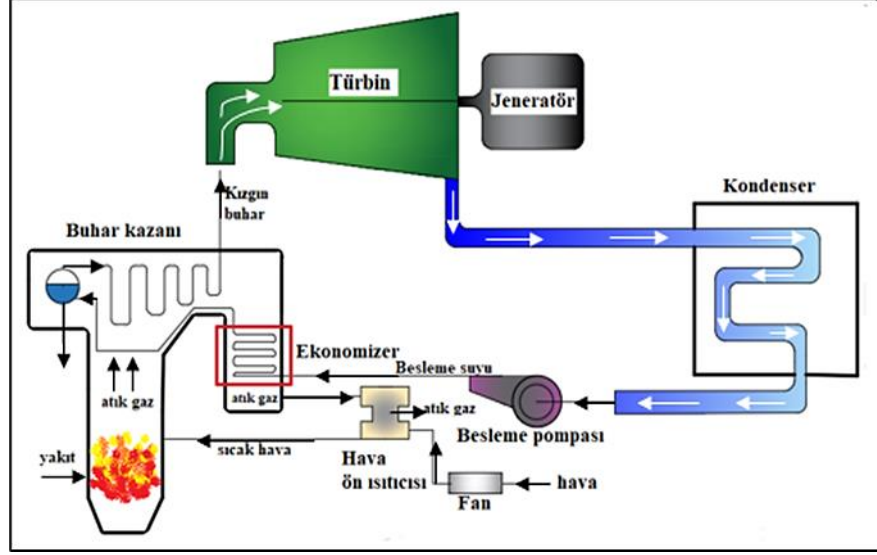 Türbin
Jeneratör
Kızgın
buhar
Kondenser
Buhar kazanı
Ekonomizer
Besleme suyu
atık gaz
atık gaz
atık gaz
Besleme pompası
yakıt
sıcak hava
Hava
ön ısıtıcısı
Fan
hava